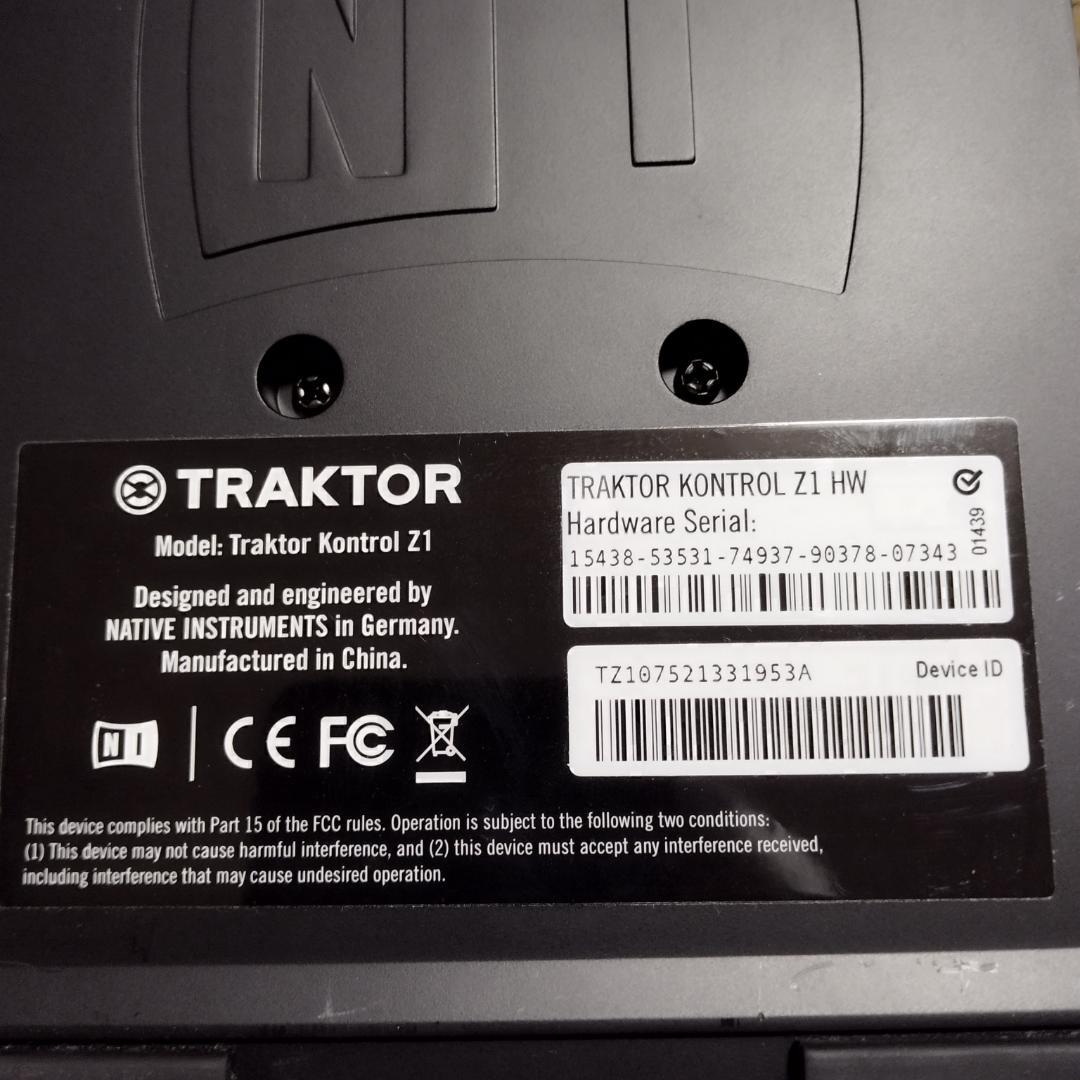 NI
TRAKTOR
Model: Traktor Kontrol Z1
Designed and engineered by
NATIVE INSTRUMENTS in Germany.
Manufactured in China.
NI
CE FC
TRAKTOR KONTROL Z1 HW
Hardware Serial:
15438-53531-74937-90378-07343
01439
TZ107521331953A Device ID
This device complies with Part 15 of the FCC rules. Operation is subject to the following two conditions:
(1) This device may not cause harmful interference, and (2) this device must accept any interference received,
including interference that may cause undesired operation.